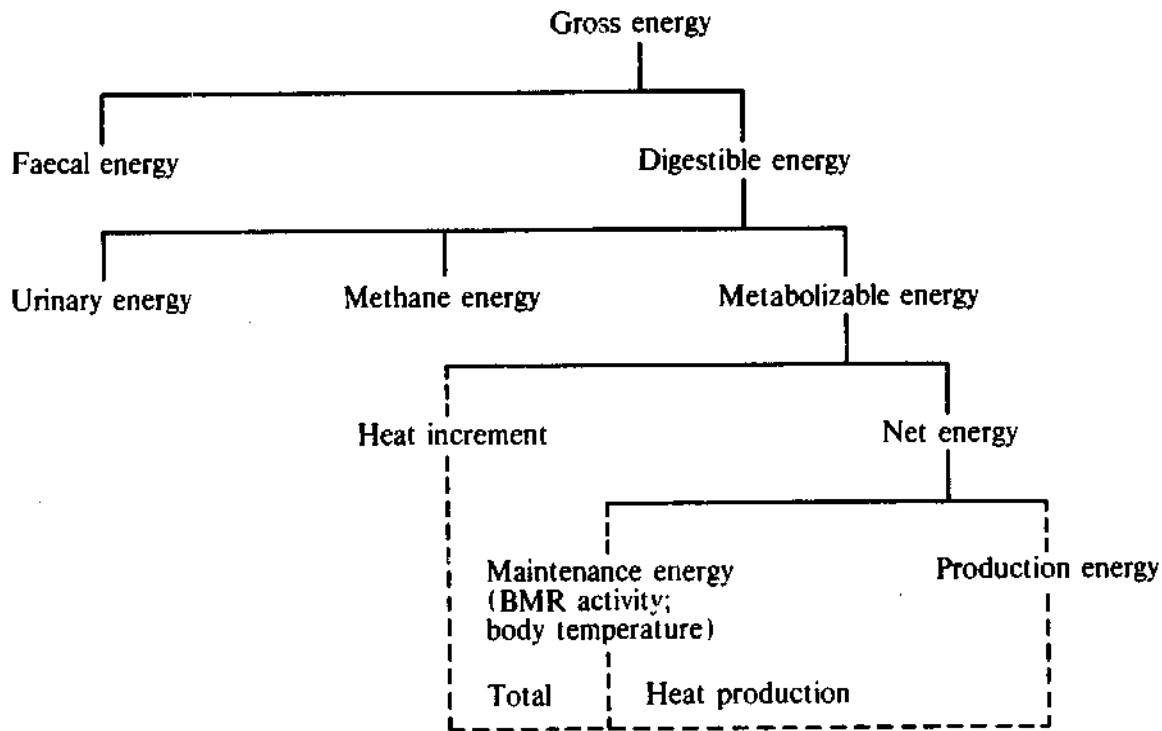 Gross energy
Faecal energy
Digestible energy
Urinary energy
Methane energy
Metabolizable energy
Heat increment
Net energy
Maintenance energy
(BMR activity;
body temperature)
Production energy
Total
Heat production